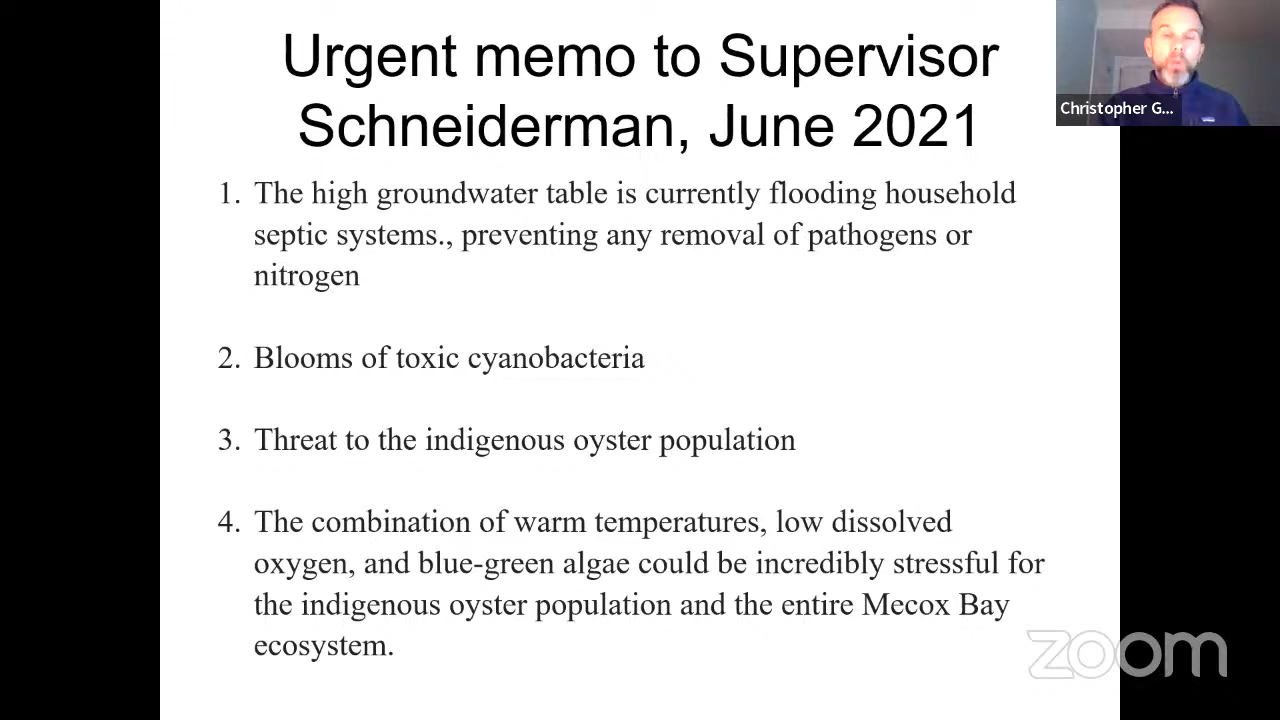 Urgent memo to Supervisor
Schneiderman, June 2021
Christopher G...
1. The high groundwater table is currently flooding household
septic systems., preventing any removal of pathogens or
nitrogen
2. Blooms of toxic cyanobacteria
3. Threat to the indigenous oyster population
4. The combination of warm temperatures, low dissolved
oxygen, and blue-green algae could be incredibly stressful for
the indigenous oyster population and the entire Mecox Bay
ecosystem.
zoom